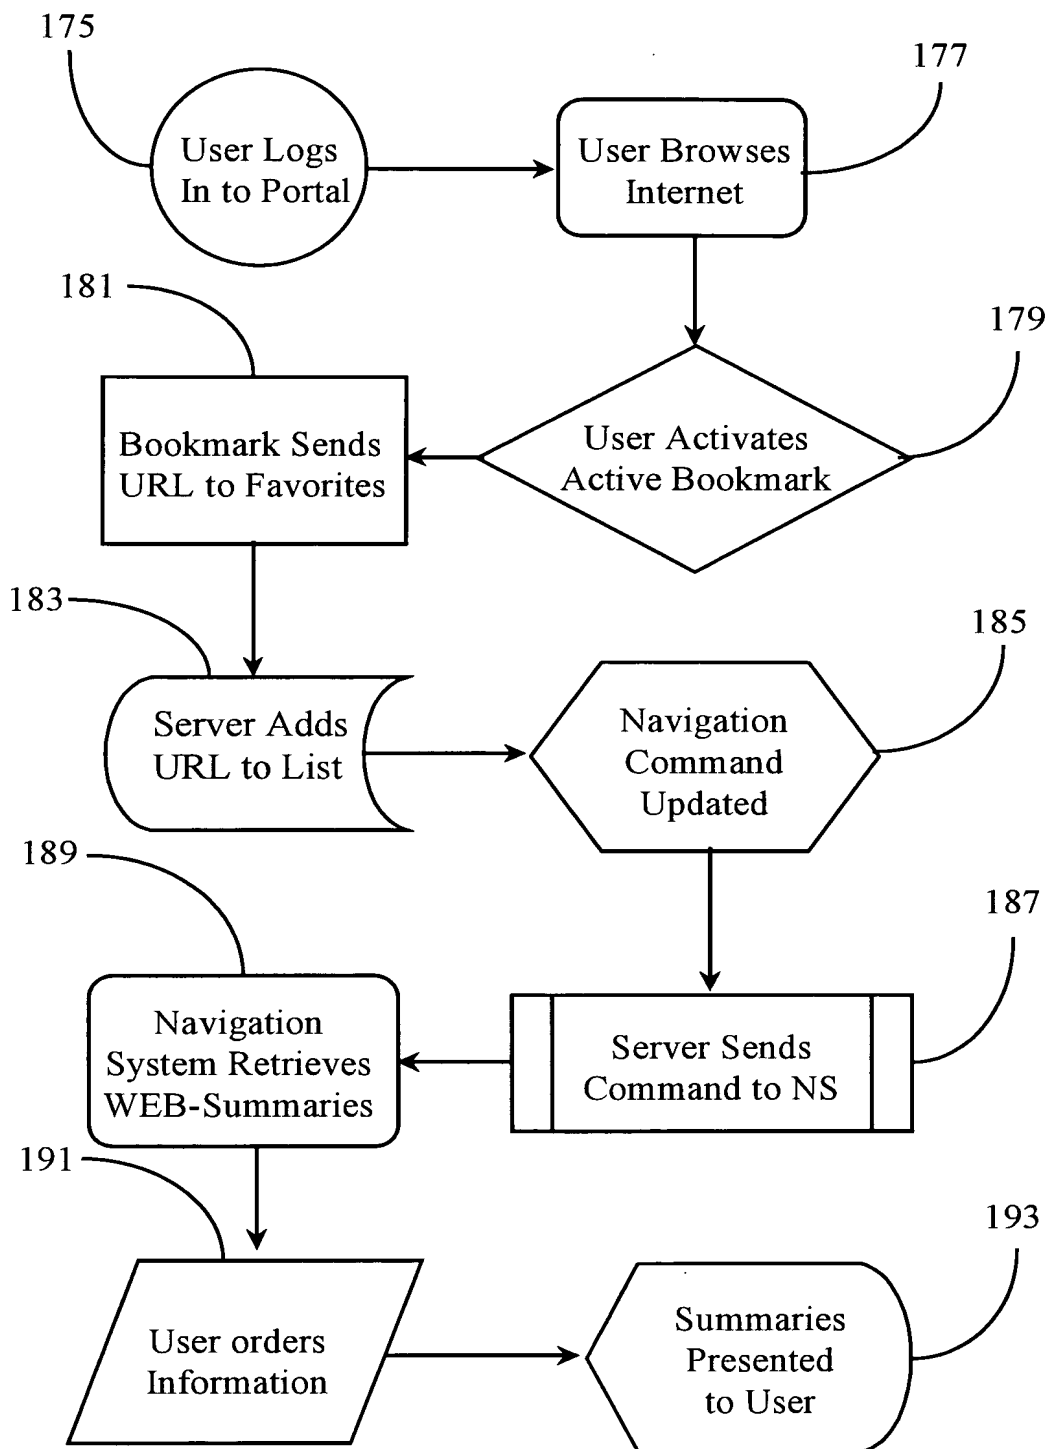 175
User Logs
In to Portal
177
User Browses
Internet
179
User Activates
Active Bookmark
181
Bookmark Sends
URL to Favorites
183
Server Adds
URL to List
185
Navigation
Command
Updated
187
Server Sends
Command to NS
189
Navigation
System Retrieves
WEB-Summaries
191
User orders
Information
193
Summaries
Presented
to User